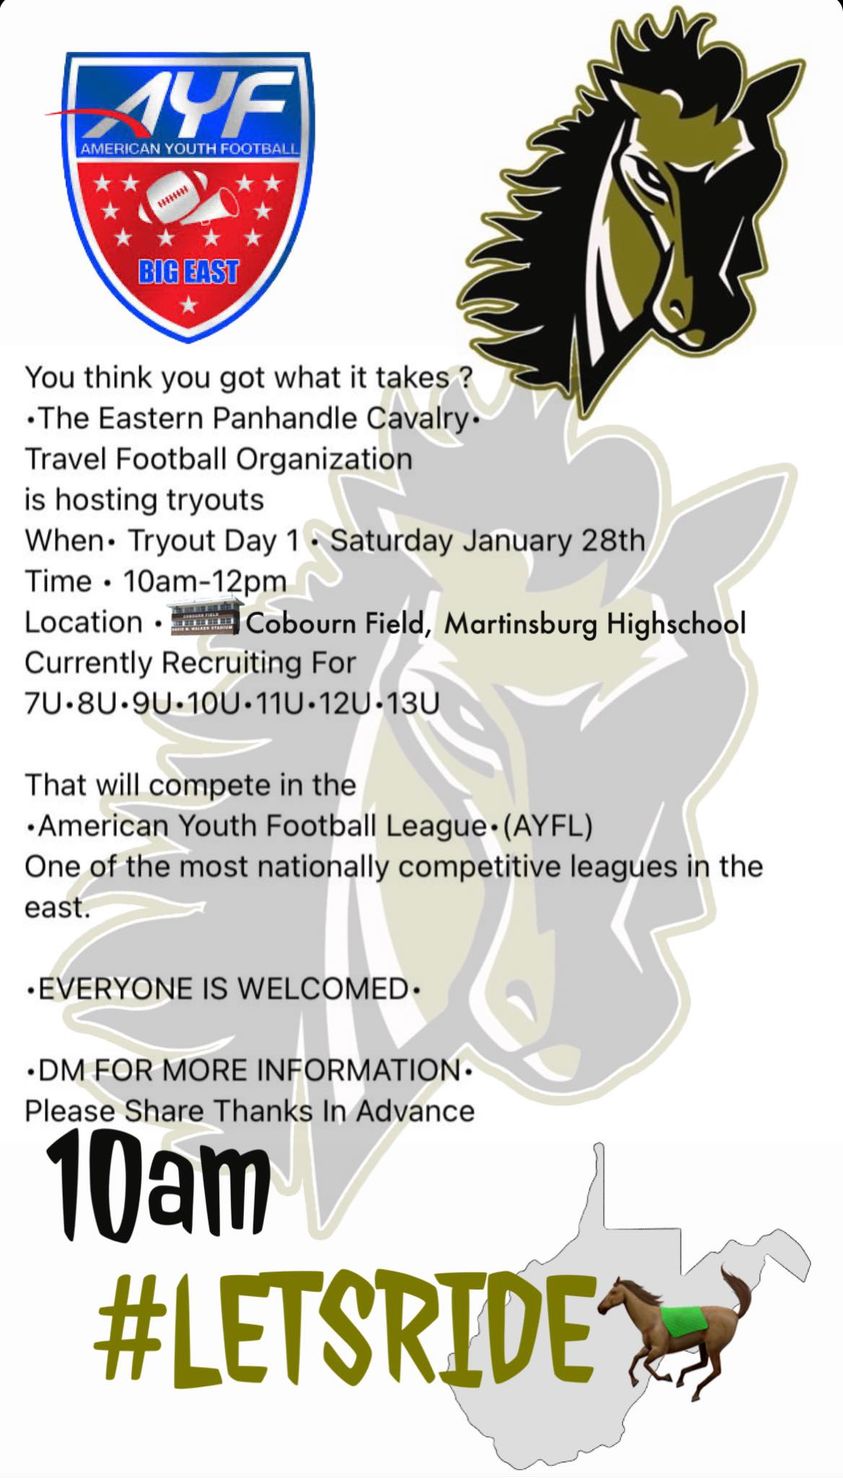 AYF
AMERICAN YOUTH FOOTBALL
BIG EAST
You think you got what it takes ?
•The Eastern Panhandle Cavalry•
Travel Football Organization
is hosting tryouts
When• Tryout Day 1 • Saturday January 28th
Time • 10am-12pm
Location • COBOURN FIELD Cobourn Field, Martinsburg Highschool
Currently Recruiting For
7U•8U•9U•10U•11U•12U•13U
That will compete in the
•American Youth Football League•(AYFL)
One of the most nationally competitive leagues in the
east.
•EVERYONE IS WELCOMED•
•DM FOR MORE INFORMATION•
Please Share Thanks In Advance
10am
#LETSRIDE